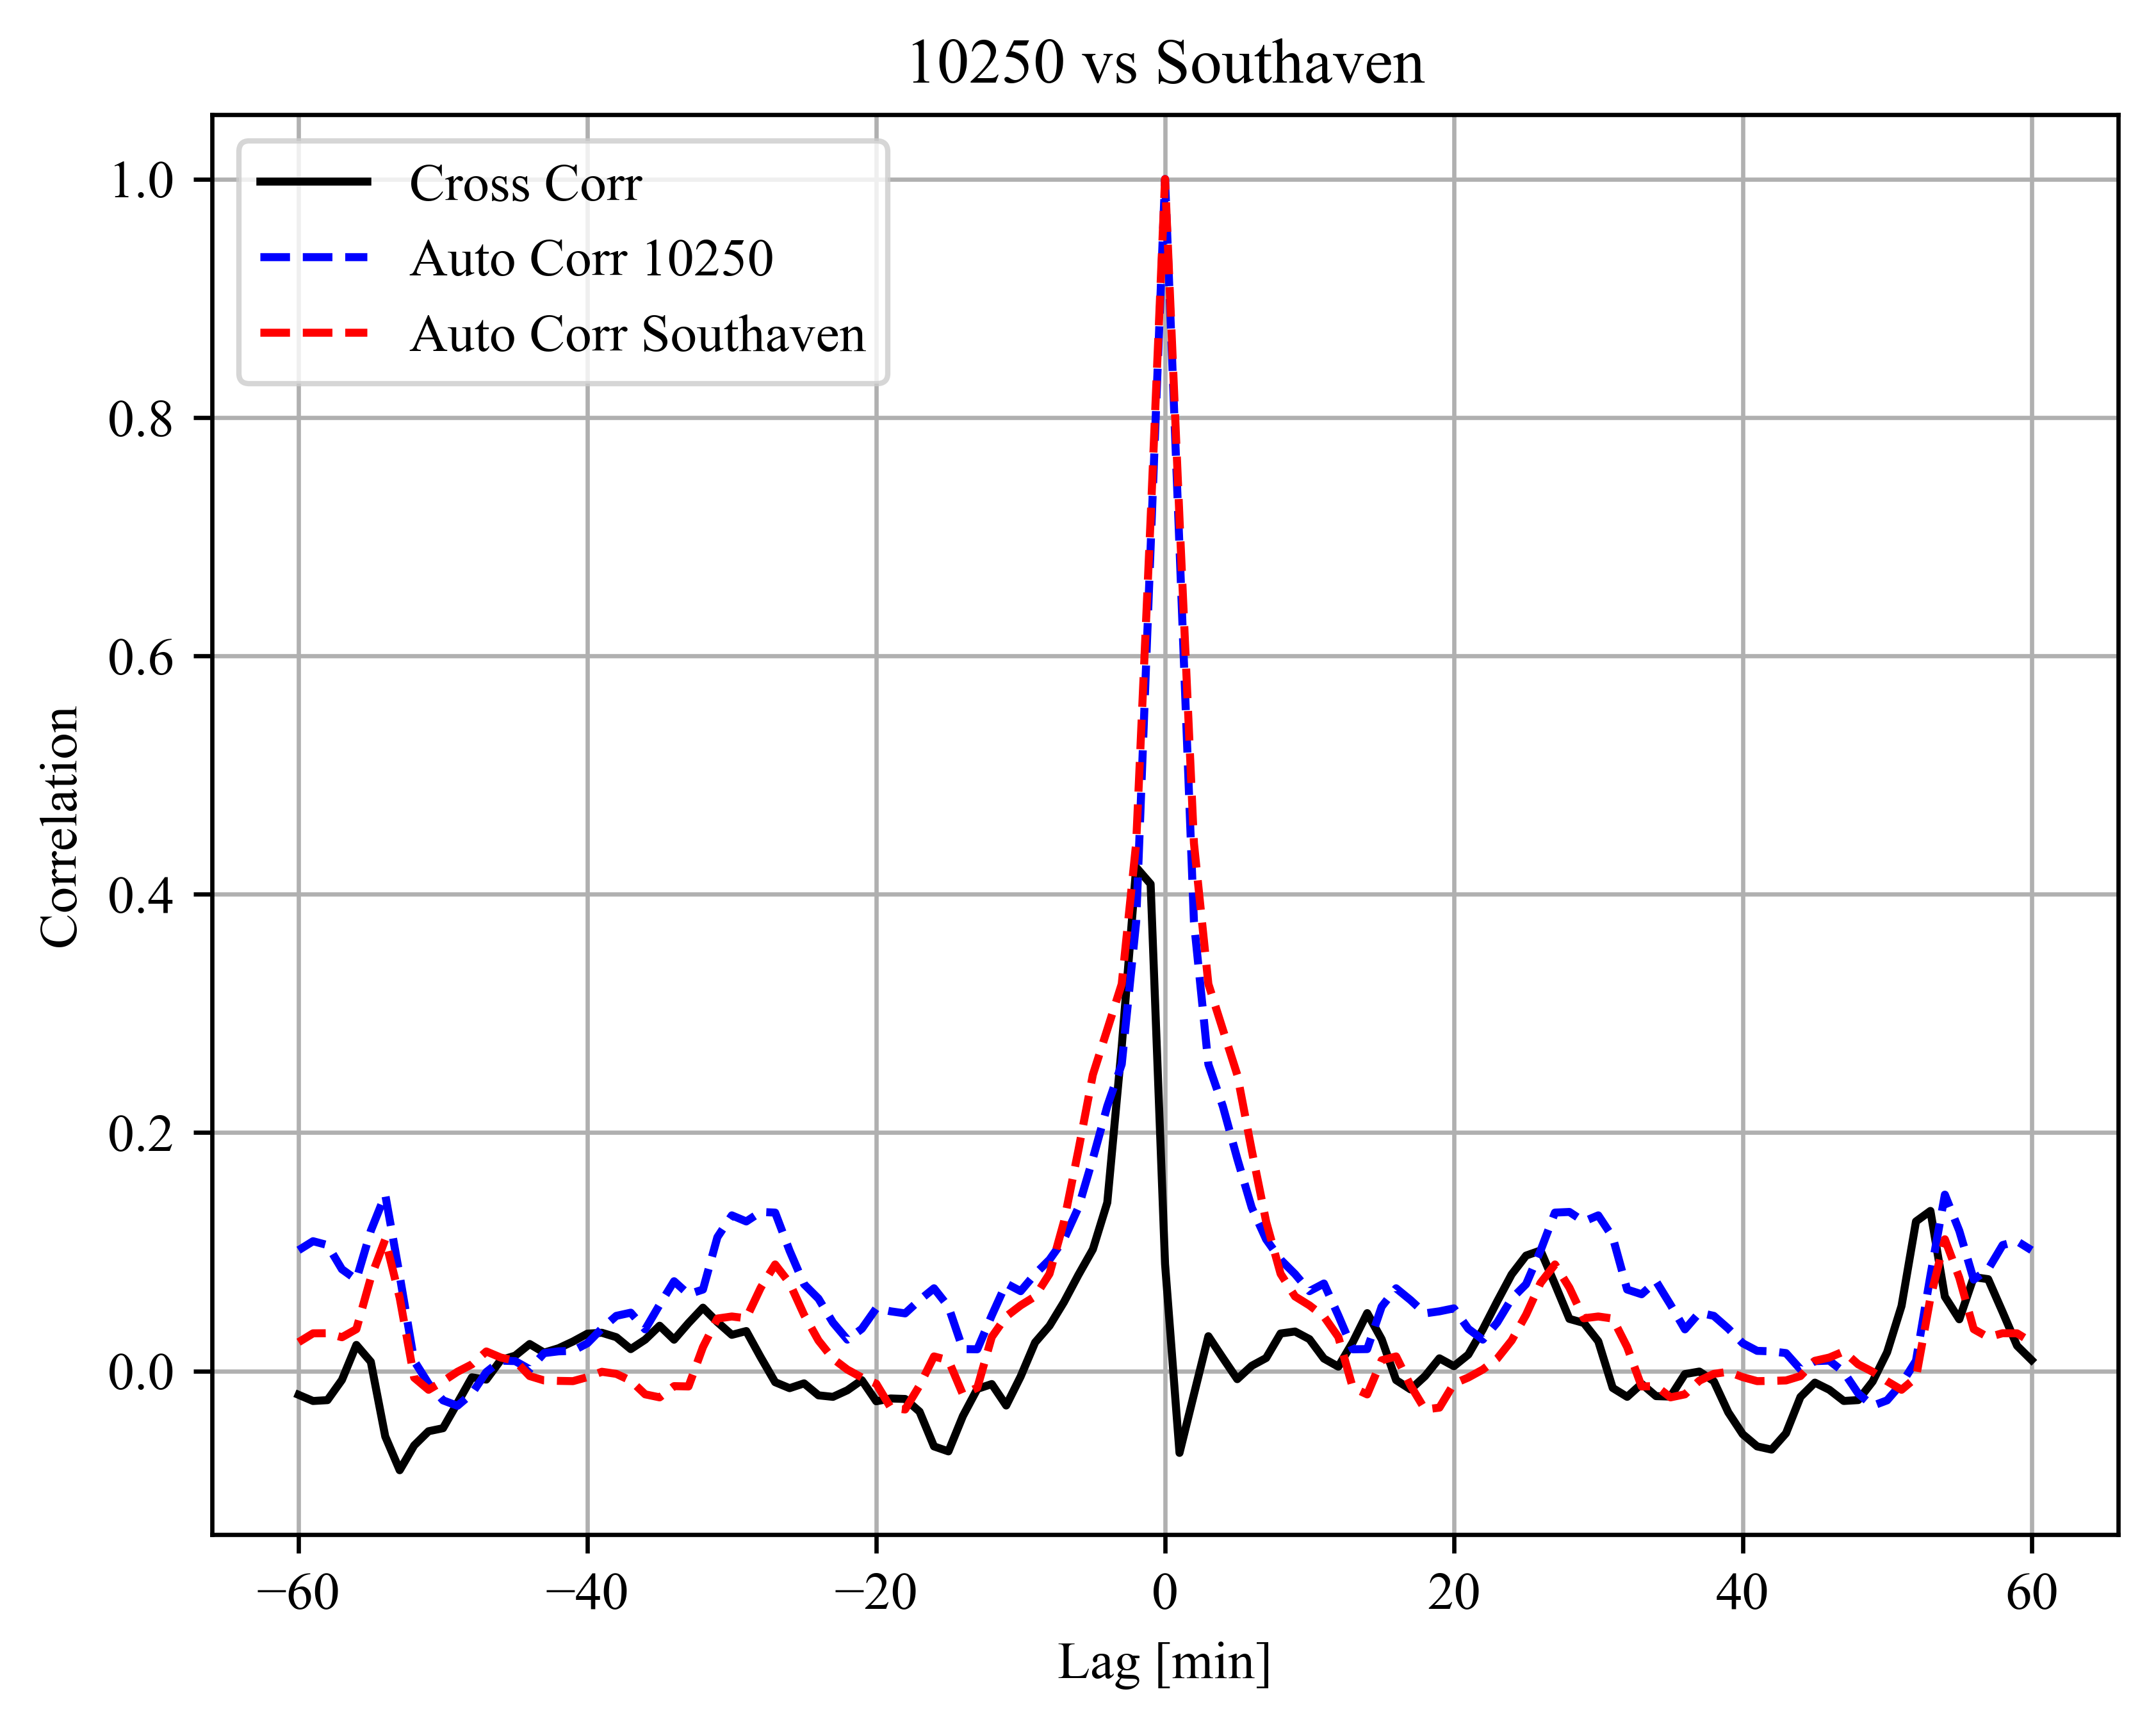 10250 vs Southaven
Cross Corr
Auto Corr 10250
Auto Corr Southaven
1.0
0.8
0.6
0.4
0.2
0.0
Correlation
−60 −40 −20 0 20 40 60
Lag [min]